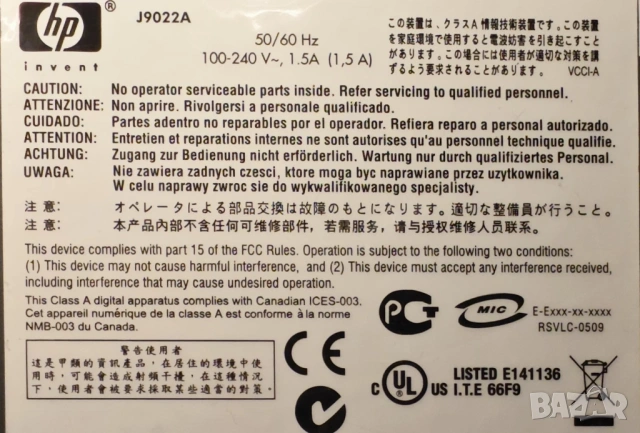 hp
®
invent
J9022A
50/60 Hz
100-240 V~, 1.5A (1,5 A)
この装置は、クラスA情報技術装置です。この装置
を家庭環境で使用すると電波妨害を引き起こすことが
あります。この場合には使用者が適切な対策を講
ずるよう要求されることがあります。 VCCI-A
CAUTION: No operator serviceable parts inside. Refer servicing to qualified personnel.
ATTENZIONE: Non aprire. Rivolgersi a personale qualificado.
CUIDADO: Partes adentro no reparables por el operador. Refiera reparo a personal autorizado.
ATTENTION: Entretien et reparations internes ne sont autorises qu'au personnel technique qualifie.
ACHTUNG: Zugang zur Bedienung nicht erförderlich. Wartung nur durch qualifiziertes Personal.
UWAGA: Nie zawiera zadnych czesci, ktore moga byc naprawiane przez uzytkownika.
W celu naprawy zwroc sie do wykwalifikowanego specjalisty.
注意： オペレータによる部品交換は故障のもとになります。適切な整備員が行うこと。
注意： 本产品内部不含任何可维修部件，若需服务，请与授权维修人员联系。
This device complies with part 15 of the FCC Rules. Operation is subject to the following two conditions:
(1) This device may not cause harmful interference, and (2) This device must accept any interference received,
including interference that may cause undesired operation.
This Class A digital apparatus complies with Canadian ICES-003.
Cet appareil numérique de la classe A est conforme à la norme
NMB-003 du Canada.
警告使用者
這是甲類的資訊產品，在居住的環境中使
用時，可能會造成射頻干擾，在這種情況
下，使用者會被要求採取某些適當的對策。
CE
N
PCT
MIC
E-Exxx-xx-xxxx
RSVLC-0509
C UL US
®
LISTED E141136
I.T.E 66F9
bazar.bg